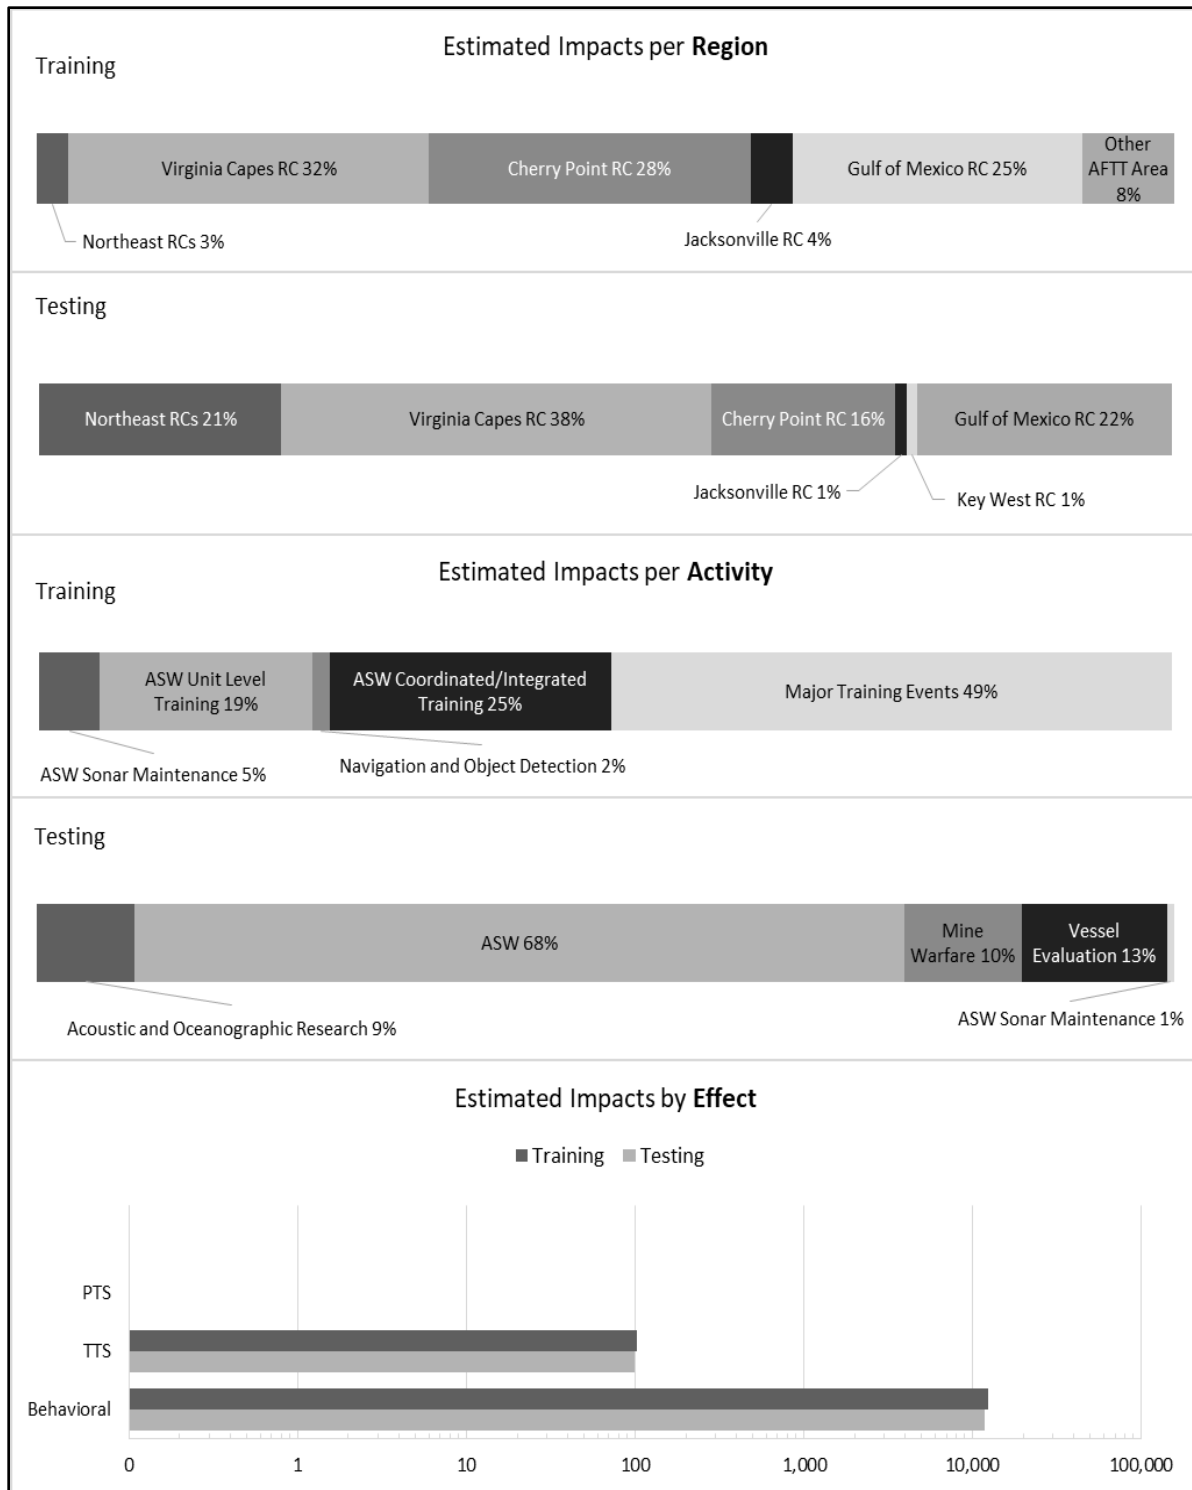 Estimated Impacts per Region
Training
Virginia Capes RC 32%
Cherry Point RC 28%
Gulf of Mexico RC 25%
Other
AFTT Area
8%
Northeast RCs 3%
Jacksonville RC 4%
Testing
Northeast RCs 21%
Virginia Capes RC 38%
Cherry Point RC 16%
Gulf of Mexico RC 22%
Jacksonville RC 1%
Key West RC 1%
Estimated Impacts per Activity
Training
ASW Unit Level
Training 19%
ASW Coordinated/Integrated
Training 25%
Major Training Events 49%
ASW Sonar Maintenance 5%
Navigation and Object Detection 2%
Testing
ASW 68%
Mine
Warfare 10%
Vessel
Evaluation 13%
Acoustic and Oceanographic Research 9%
ASW Sonar Maintenance 1%
Estimated Impacts by Effect
Training
Testing
PTS
TTS
Behavioral
0 1 10 100 1,000 10,000 100,000